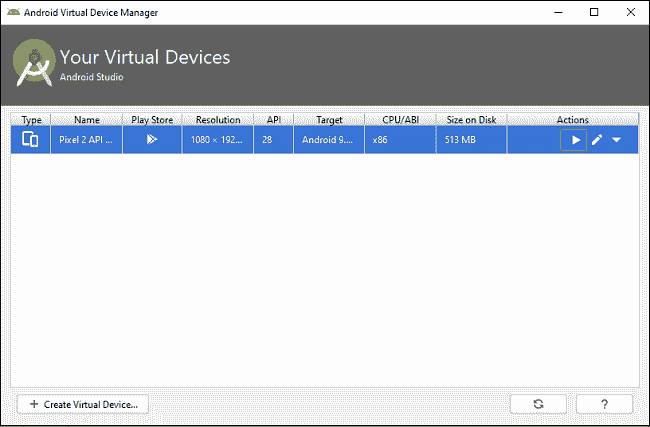 Android Virtual Device Manager
Your Virtual Devices
Android Studio
Type Name Play Store Resolution API Target CPU/ABI Size on Disk Actions
Pixel 2 API ... 1080 × 192... 28 Android 9.... x86 513 MB
+ Create Virtual Device... ?